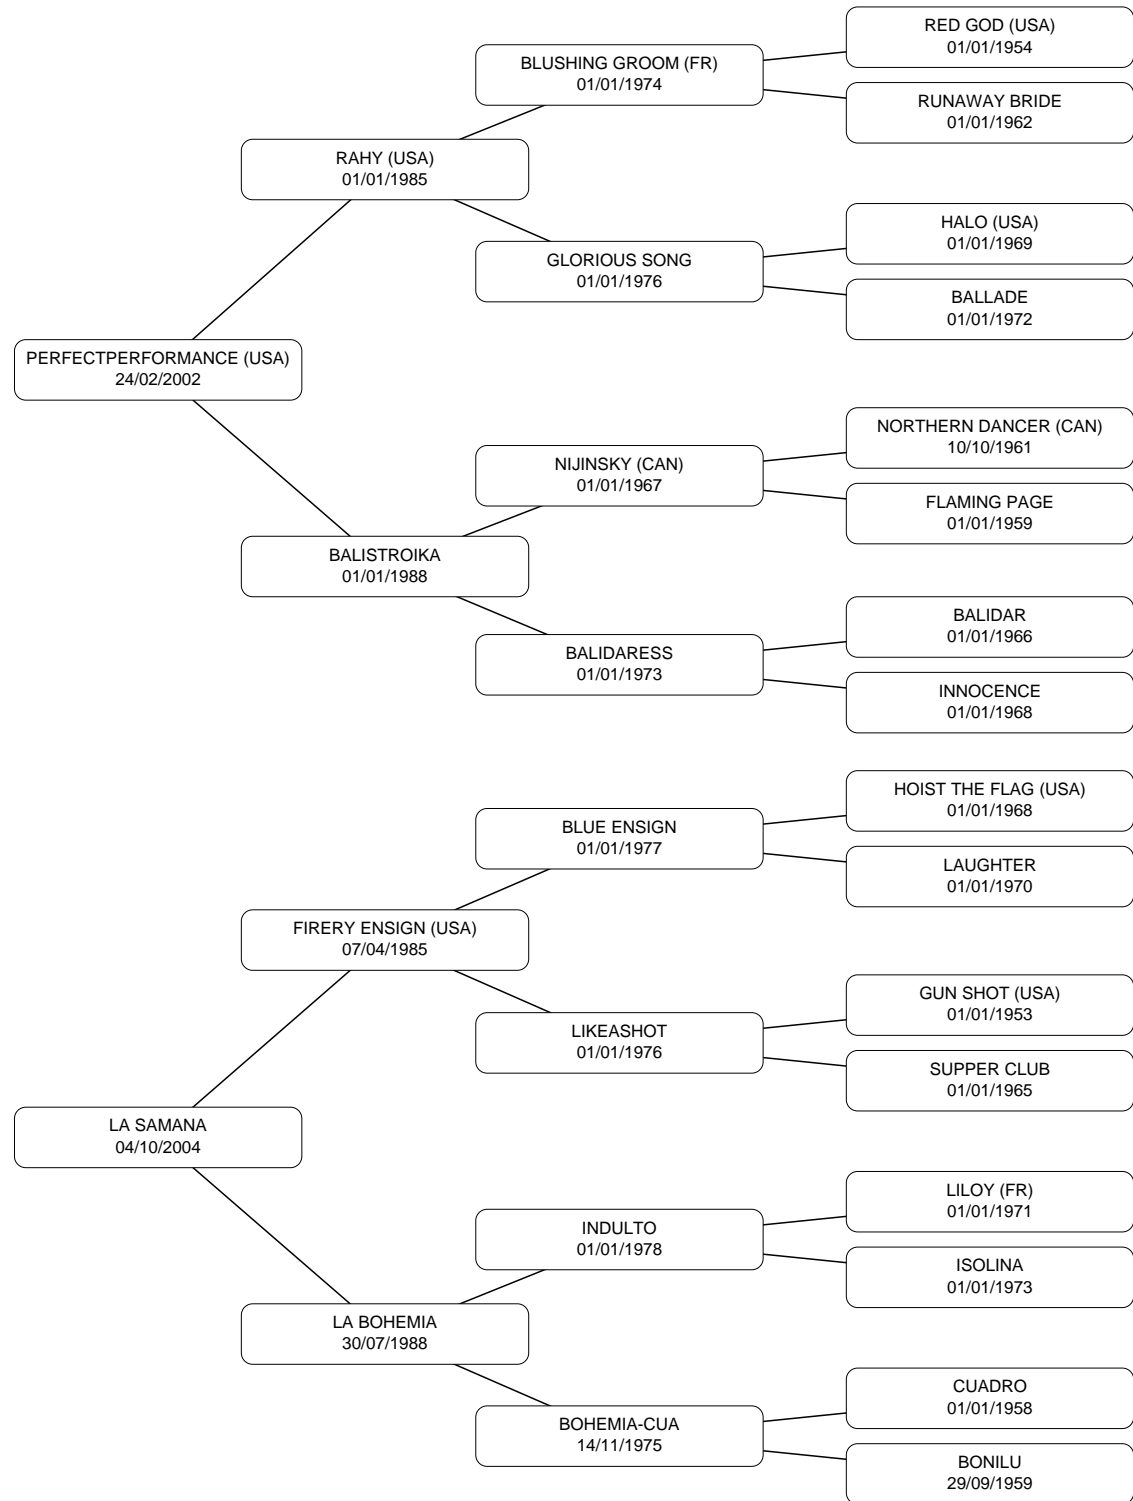 RED GOD (USA)
01/01/1954
BLUSHING GROOM (FR)
01/01/1974
RUNAWAY BRIDE
01/01/1962
RAHY (USA)
01/01/1985
HALO (USA)
01/01/1969
GLORIOUS SONG
01/01/1976
BALLADE
01/01/1972
PERFECTPERFORMANCE (USA)
24/02/2002
NORTHERN DANCER (CAN)
10/10/1961
NIJINSKY (CAN)
01/01/1967
FLAMING PAGE
01/01/1959
BALISTROIKA
01/01/1988
BALIDAR
01/01/1966
BALIDARESS
01/01/1973
INNOCENCE
01/01/1968
HOIST THE FLAG (USA)
01/01/1968
BLUE ENSIGN
01/01/1977
LAUGHTER
01/01/1970
FIRERY ENSIGN (USA)
07/04/1985
GUN SHOT (USA)
01/01/1953
LIKEASHOT
01/01/1976
SUPPER CLUB
01/01/1965
LA SAMANA
04/10/2004
LILOY (FR)
01/01/1971
INDULTO
01/01/1978
ISOLINA
01/01/1973
LA BOHEMIA
30/07/1988
CUADRO
01/01/1958
BOHEMIA-CUA
14/11/1975
BONILU
29/09/1959